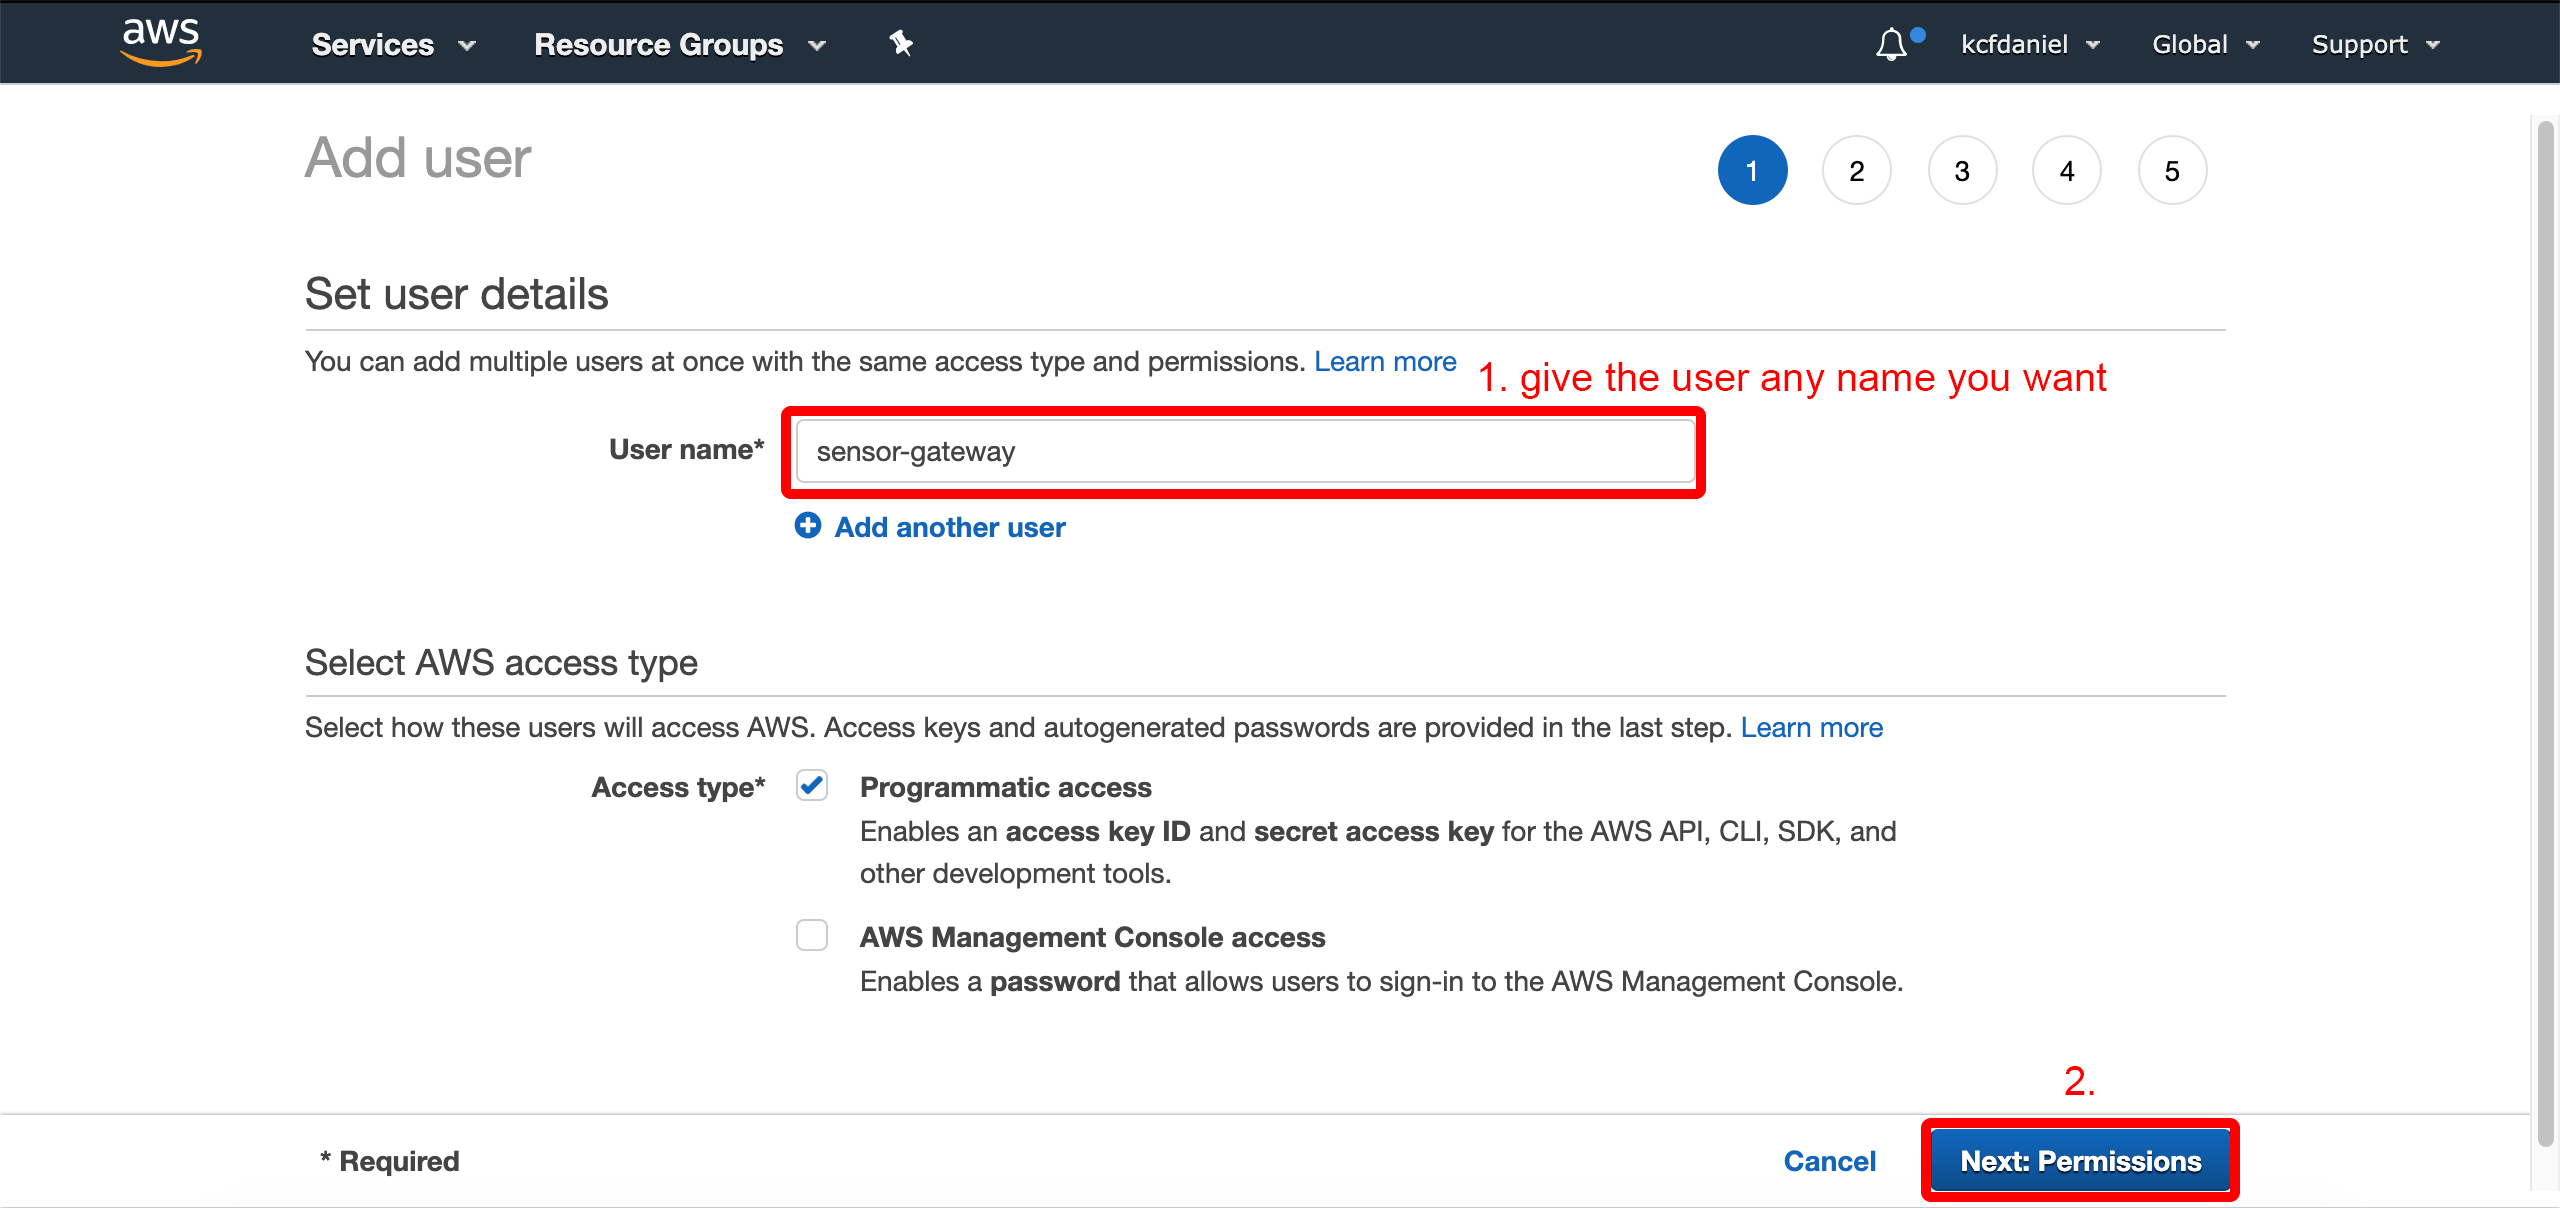 aws Services Resource Groups kcfdaniel Global Support
Add user 1 2 3 4 5
Set user details
You can add multiple users at once with the same access type and permissions. Learn more
1. give the user any name you want
User name* sensor-gateway
Add another user
Select AWS access type
Select how these users will access AWS. Access keys and autogenerated passwords are provided in the last step. Learn more
Access type* Programmatic access
Enables an access key ID and secret access key for the AWS API, CLI, SDK, and
other development tools.
AWS Management Console access
Enables a password that allows users to sign-in to the AWS Management Console.
2.
* Required Cancel Next: Permissions